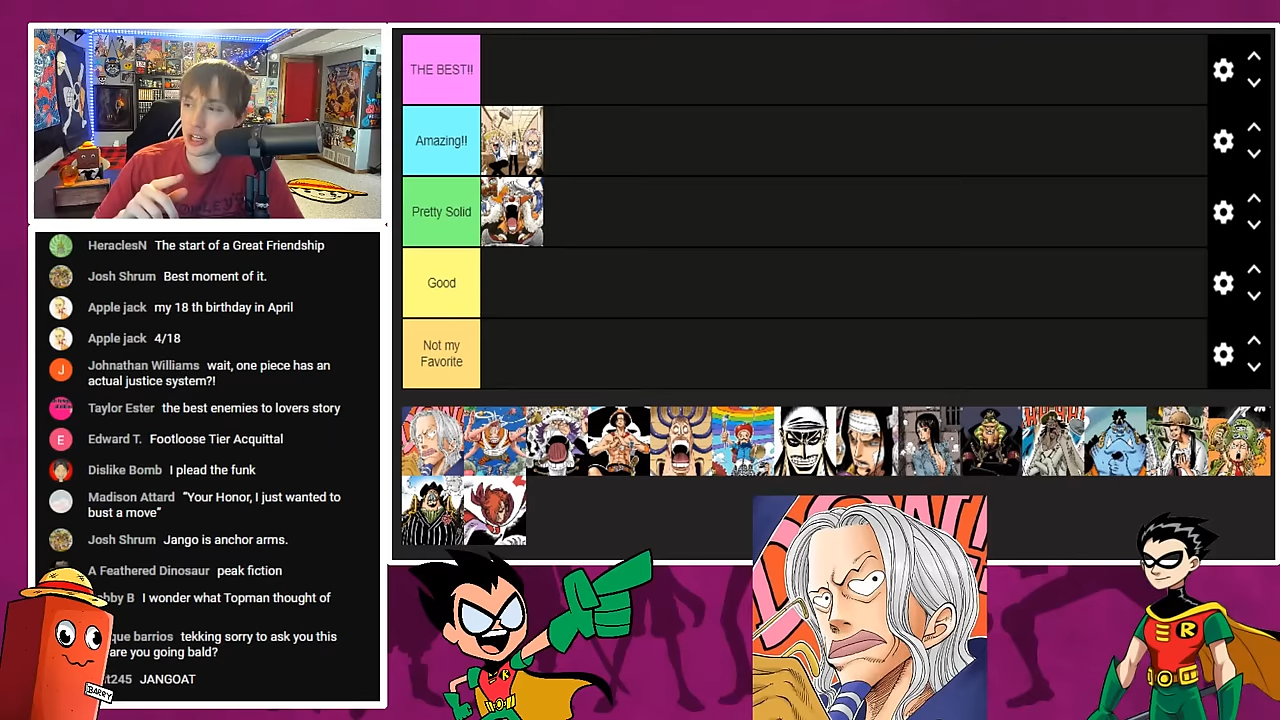 THE BEST!!
Amazing!!
Pretty Solid
Good
Not my
Favorite
HeraclesN The start of a Great Friendship
Josh Shrum Best moment of it.
Apple jack my 18 th birthday in April
Apple jack 4/18
J
Johnathan Williams wait, one piece has an
actual justice system?!
Taylor Ester the best enemies to lovers story
E
Edward T. Footloose Tier Acquittal
Dislike Bomb I plead the funk
Madison Attard “Your Honor, I just wanted to
bust a move”
Josh Shrum Jango is anchor arms.
A Feathered Dinosaur peak fiction
bby B I wonder what Topman thought of
que barrios tekking sorry to ask you this
are you going bald?
t245 JANGOAT
BARRY
R
R